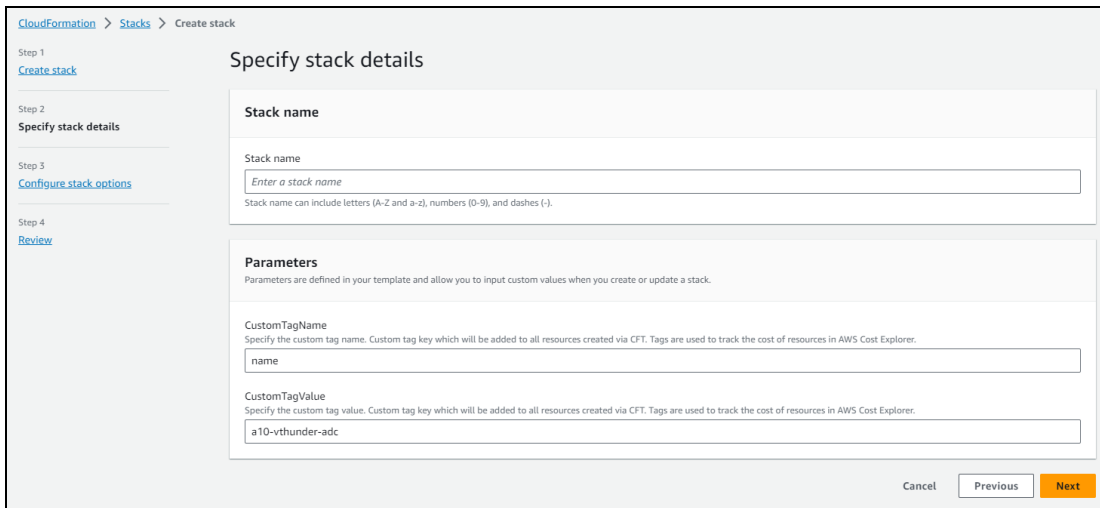 CloudFormation > Stacks > Create stack
Step 1
Create stack
Step 2
Specify stack details
Step 3
Configure stack options
Step 4
Review
Specify stack details
Stack name
Stack name
Enter a stack name
Stack name can include letters (A-Z and a-z), numbers (0-9), and dashes (-).
Parameters
Parameters are defined in your template and allow you to input custom values when you create or update a stack.
CustomTagName
Specify the custom tag name. Custom tag key which will be added to all resources created via CFT. Tags are used to track the cost of resources in AWS Cost Explorer.
name
CustomTagValue
Specify the custom tag value. Custom tag key which will be added to all resources created via CFT. Tags are used to track the cost of resources in AWS Cost Explorer.
a10-vthunder-adc
Cancel Previous Next